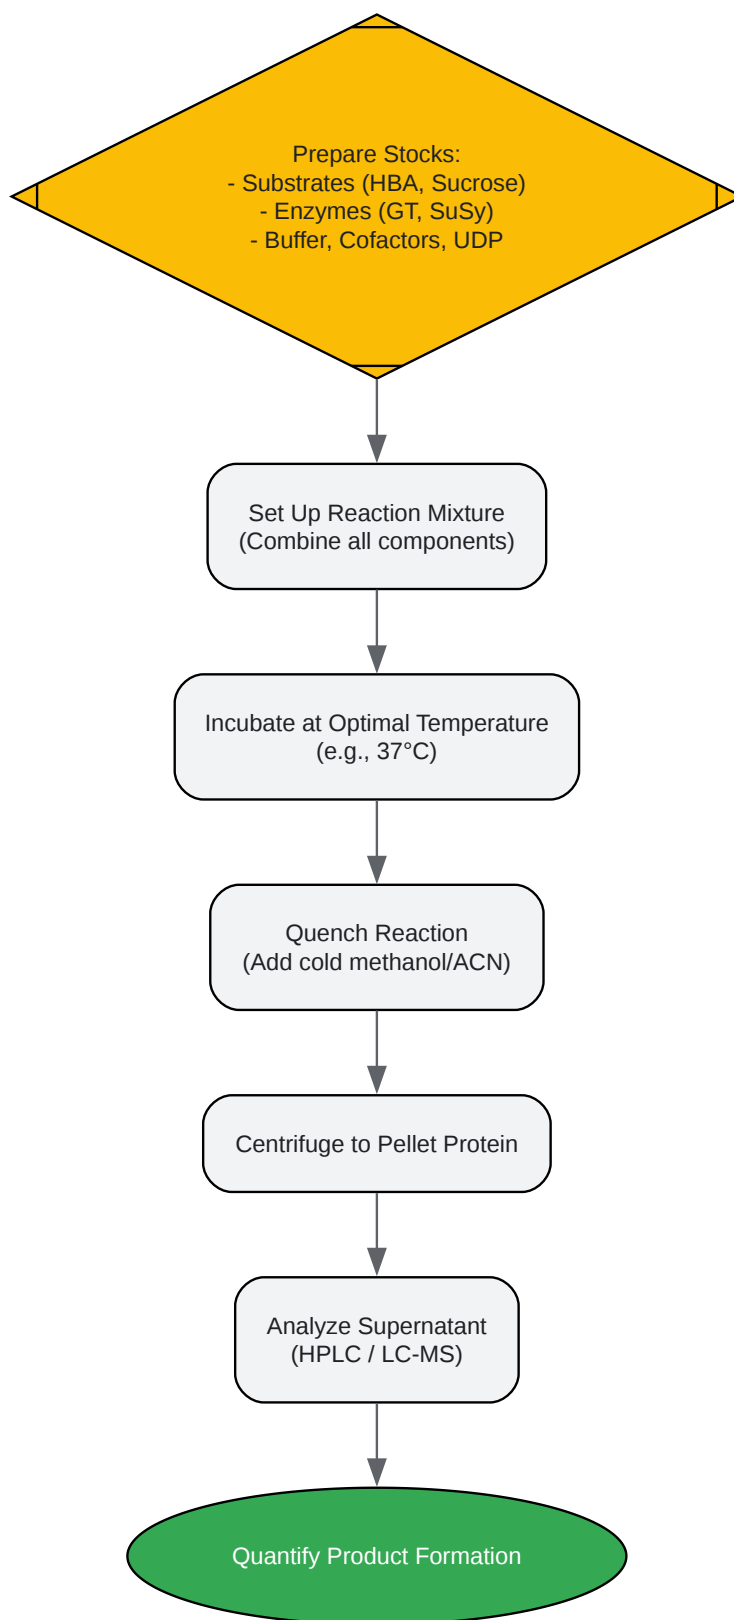 Prepare Stocks:
- Substrates (HBA, Sucrose)
- Enzymes (GT, SuSy)
- Buffer, Cofactors, UDP
Set Up Reaction Mixture
(Combine all components)
Incubate at Optimal Temperature
(e.g., 37°C)
Quench Reaction
(Add cold methanol/ACN)
Centrifuge to Pellet Protein
Analyze Supernatant
(HPLC / LC-MS)
Quantify Product Formation